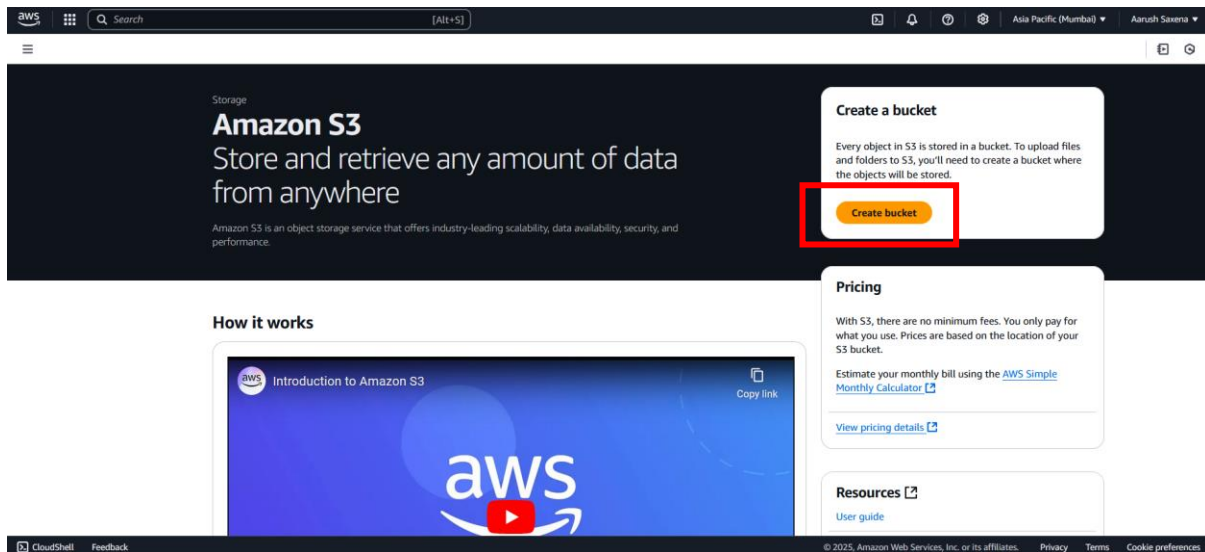 aws
Search
[Alt+S]
Asia Pacific (Mumbai) ▼
Aarush Saxena ▼
Storage
Amazon S3
Store and retrieve any amount of data
from anywhere
Amazon S3 is an object storage service that offers industry-leading scalability, data availability, security, and
performance.
Create a bucket
Every object in S3 is stored in a bucket. To upload files
and folders to S3, you'll need to create a bucket where
the objects will be stored.
Create bucket
Pricing
With S3, there are no minimum fees. You only pay for
what you use. Prices are based on the location of your
S3 bucket.
Estimate your monthly bill using the AWS Simple
Monthly Calculator
View pricing details
How it works
aws
Introduction to Amazon S3
Copy link
aws
Resources
User guide
CloudShell
Feedback
© 2025, Amazon Web Services, Inc. or its affiliates.
Privacy
Terms
Cookie preferences